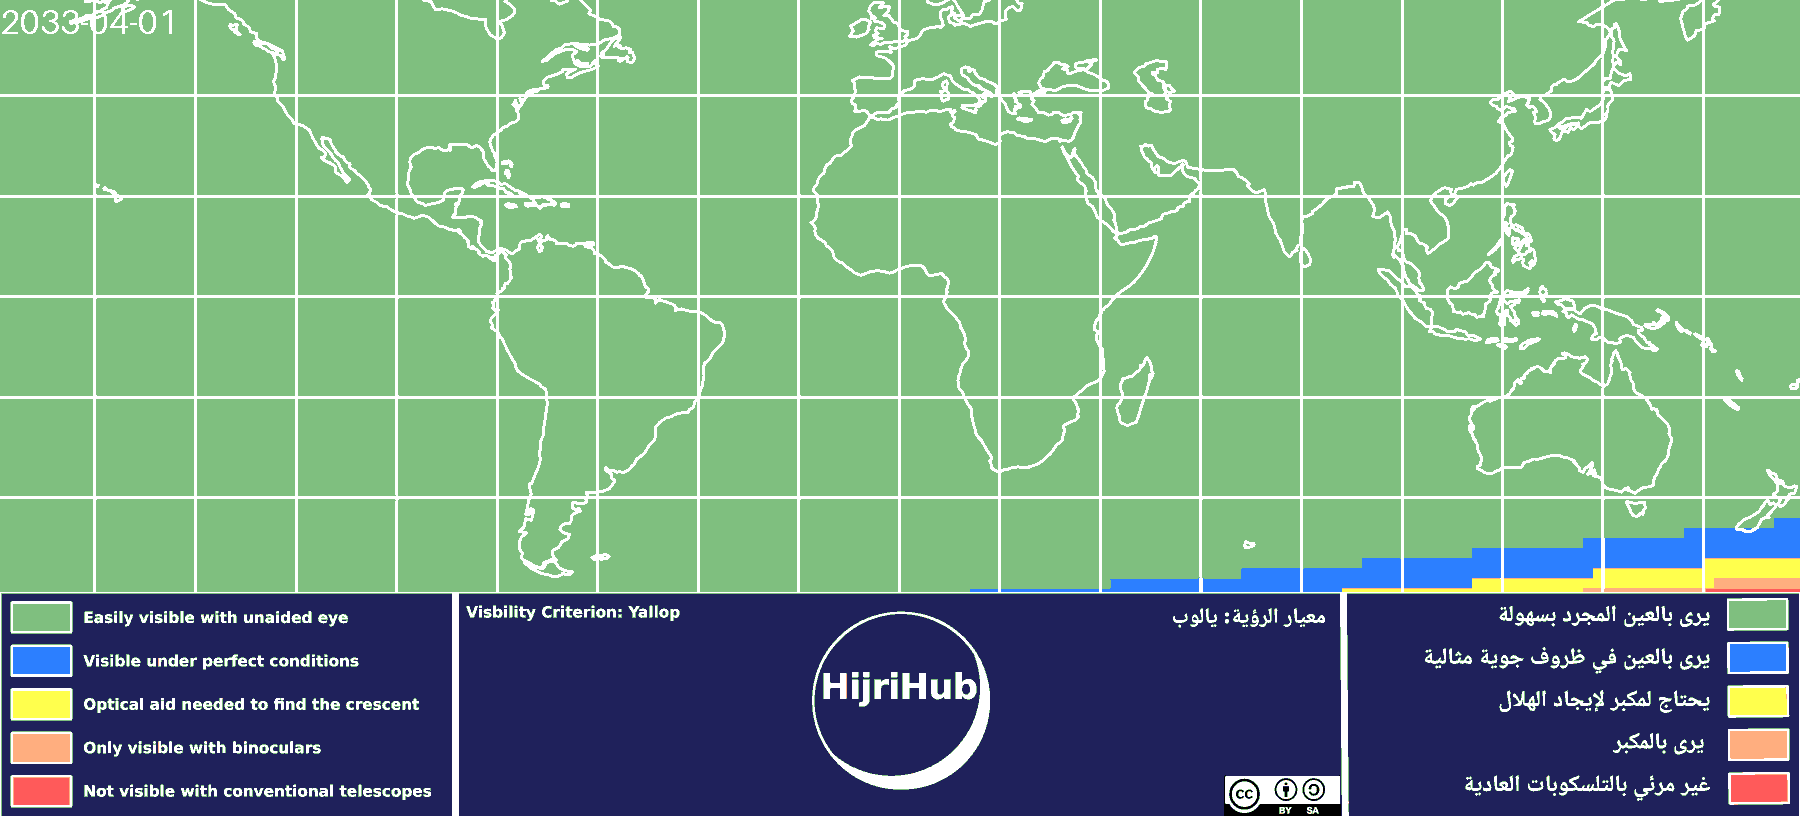 2033-04-01
Easily visible with unaided eye
Visible under perfect conditions
Optical aid needed to find the crescent
Only visible with binoculars
Not visible with conventional telescopes
Visbility Criterion: Yallop
معيار الرؤية: يالوب
HijriHub
cc
BY SA
يرى بالعين المجرد بسهولة
يرى بالعين في ظروف جوية مثالية
يحتاج لمكبر لإيجاد الهلال
يرى بالمكبر
غير مرئي بالتلسكوبات العادية